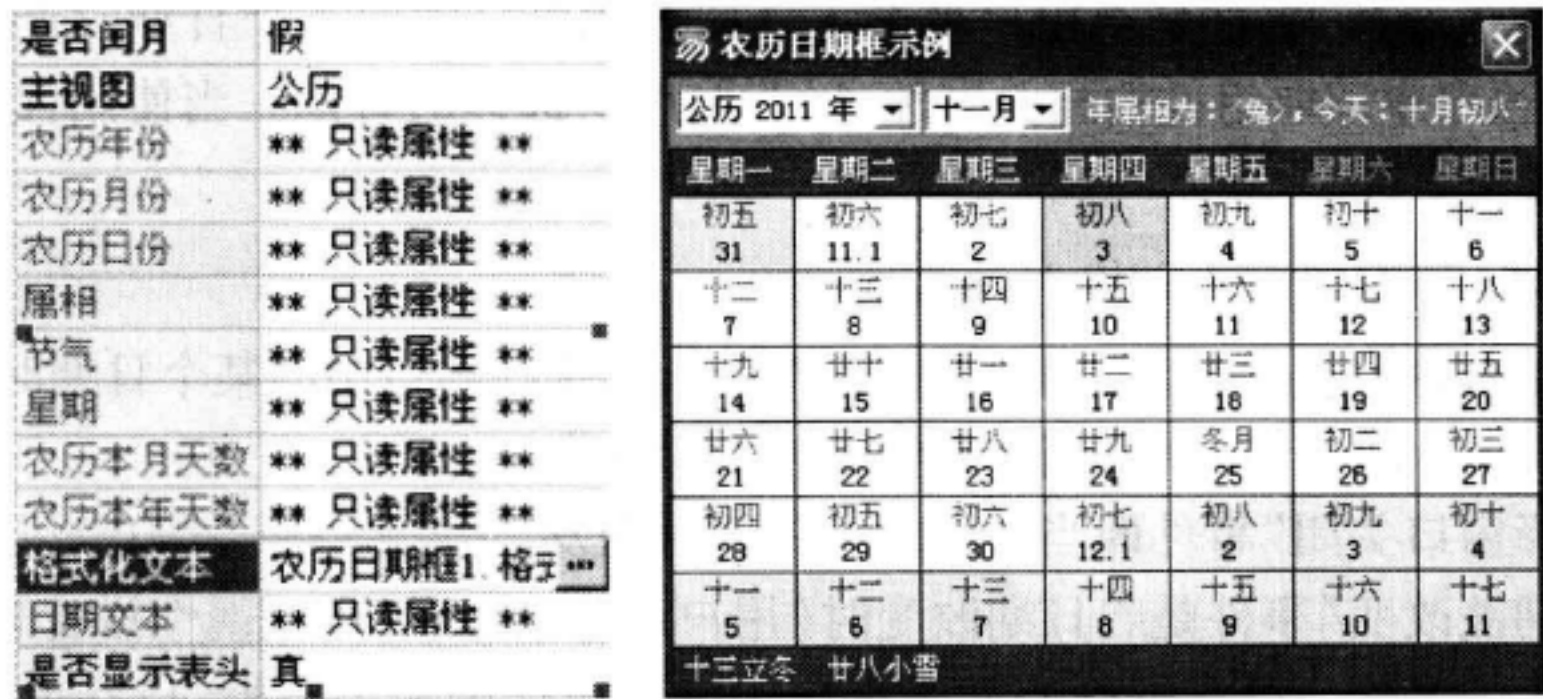 是否闰月 假
主视图 公历
农历年份 ** 只读属性 **
农历月份 ** 只读属性 **
农历日份 ** 只读属性 **
属相 ** 只读属性 **
节气 ** 只读属性 **
星期 ** 只读属性 **
农历本月天数 ** 只读属性 **
农历本年天数 ** 只读属性 **
格式化文本 农历日期框1. 格式 ...
日期文本 ** 只读属性 **
是否显示表头 真
易 农历日期框示例
公历 2011 年 十一月 年属相为：〈兔〉，今天：十月初八
星期一 星期二 星期三 星期四 星期五 星期六 星期日
初五 初六 初七 初八 初九 初十 十一
31 11.1 2 3 4 5 6
十二 十三 十四 十五 十六 十七 十八
7 8 9 10 11 12 13
十九 廿十 廿一 廿二 廿三 廿四 廿五
14 15 16 17 18 19 20
廿六 廿七 廿八 廿九 冬月 初二 初三
21 22 23 24 25 26 27
初四 初五 初六 初七 初八 初九 初十
28 29 30 12.1 2 3 4
十一 十二 十三 十四 十五 十六 十七
5 6 7 8 9 10 11
十三立冬 廿八小雪